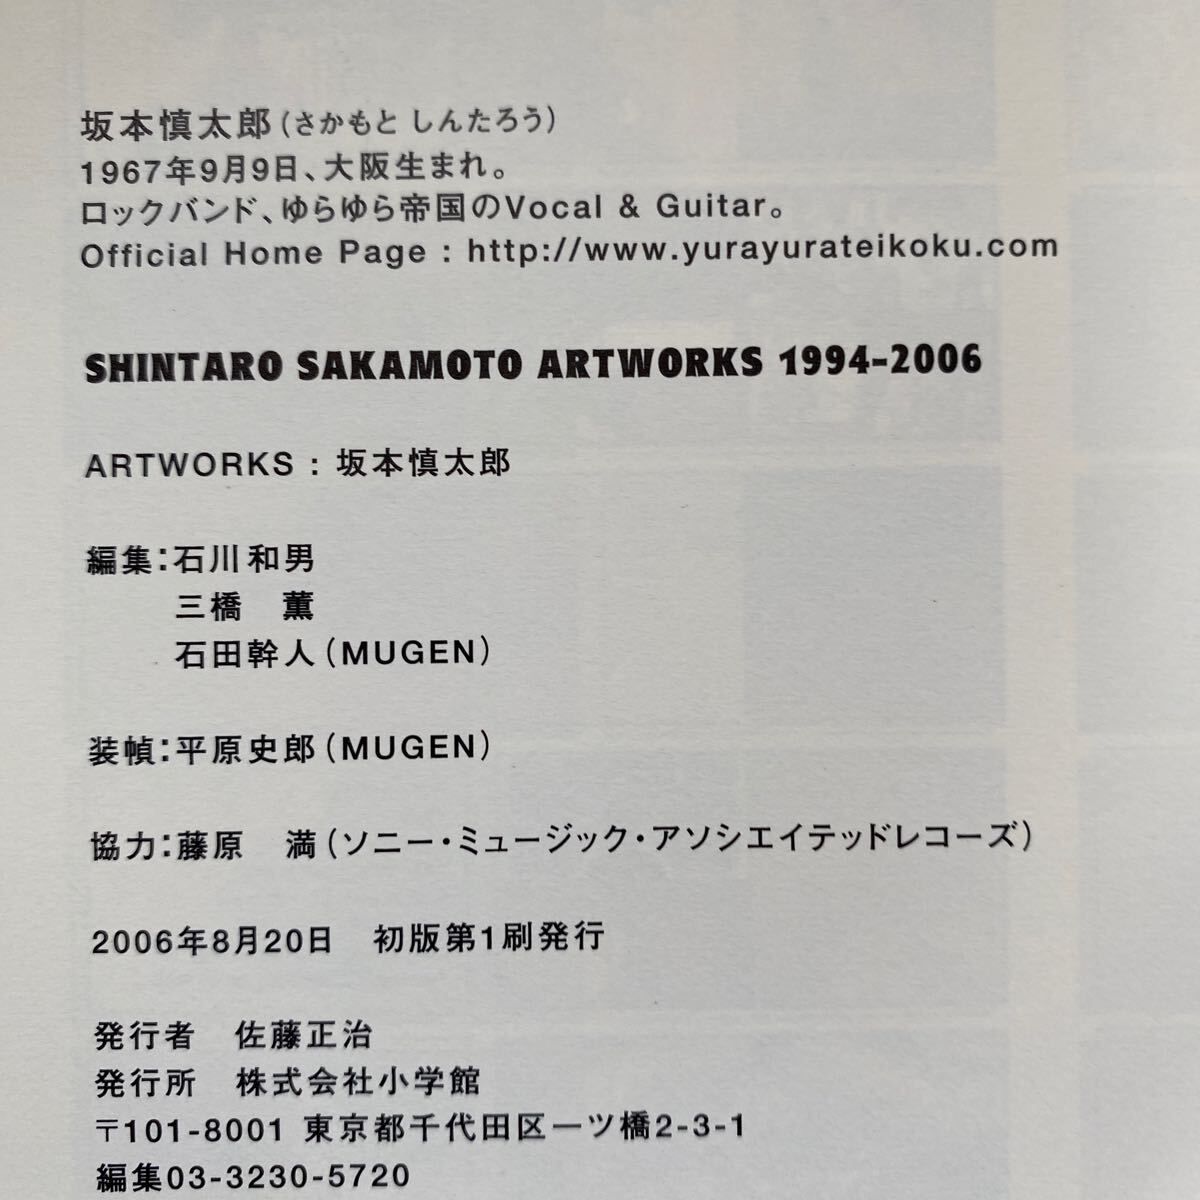 坂本慎太郎(さかもと しんたろう)
1967年9月9日、大阪生まれ。
ロックバンド、ゆらゆら帝国のVocal & Guitar。
Official Home Page : http://www.yurayurateikoku.com
SHINTARO SAKAMOTO ARTWORKS 1994-2006
ARTWORKS : 坂本慎太郎
編集:石川和男
三橋　薫
石田幹人(MUGEN)
装幀:平原史郎(MUGEN)
協力:藤原　満(ソニー・ミュージック・アソシエイテッドレコーズ)
2006年8月20日　初版第1刷発行
発行者　佐藤正治
発行所　株式会社小学館
〒101-8001 東京都千代田区一ツ橋2-3-1
編集03-3230-5720